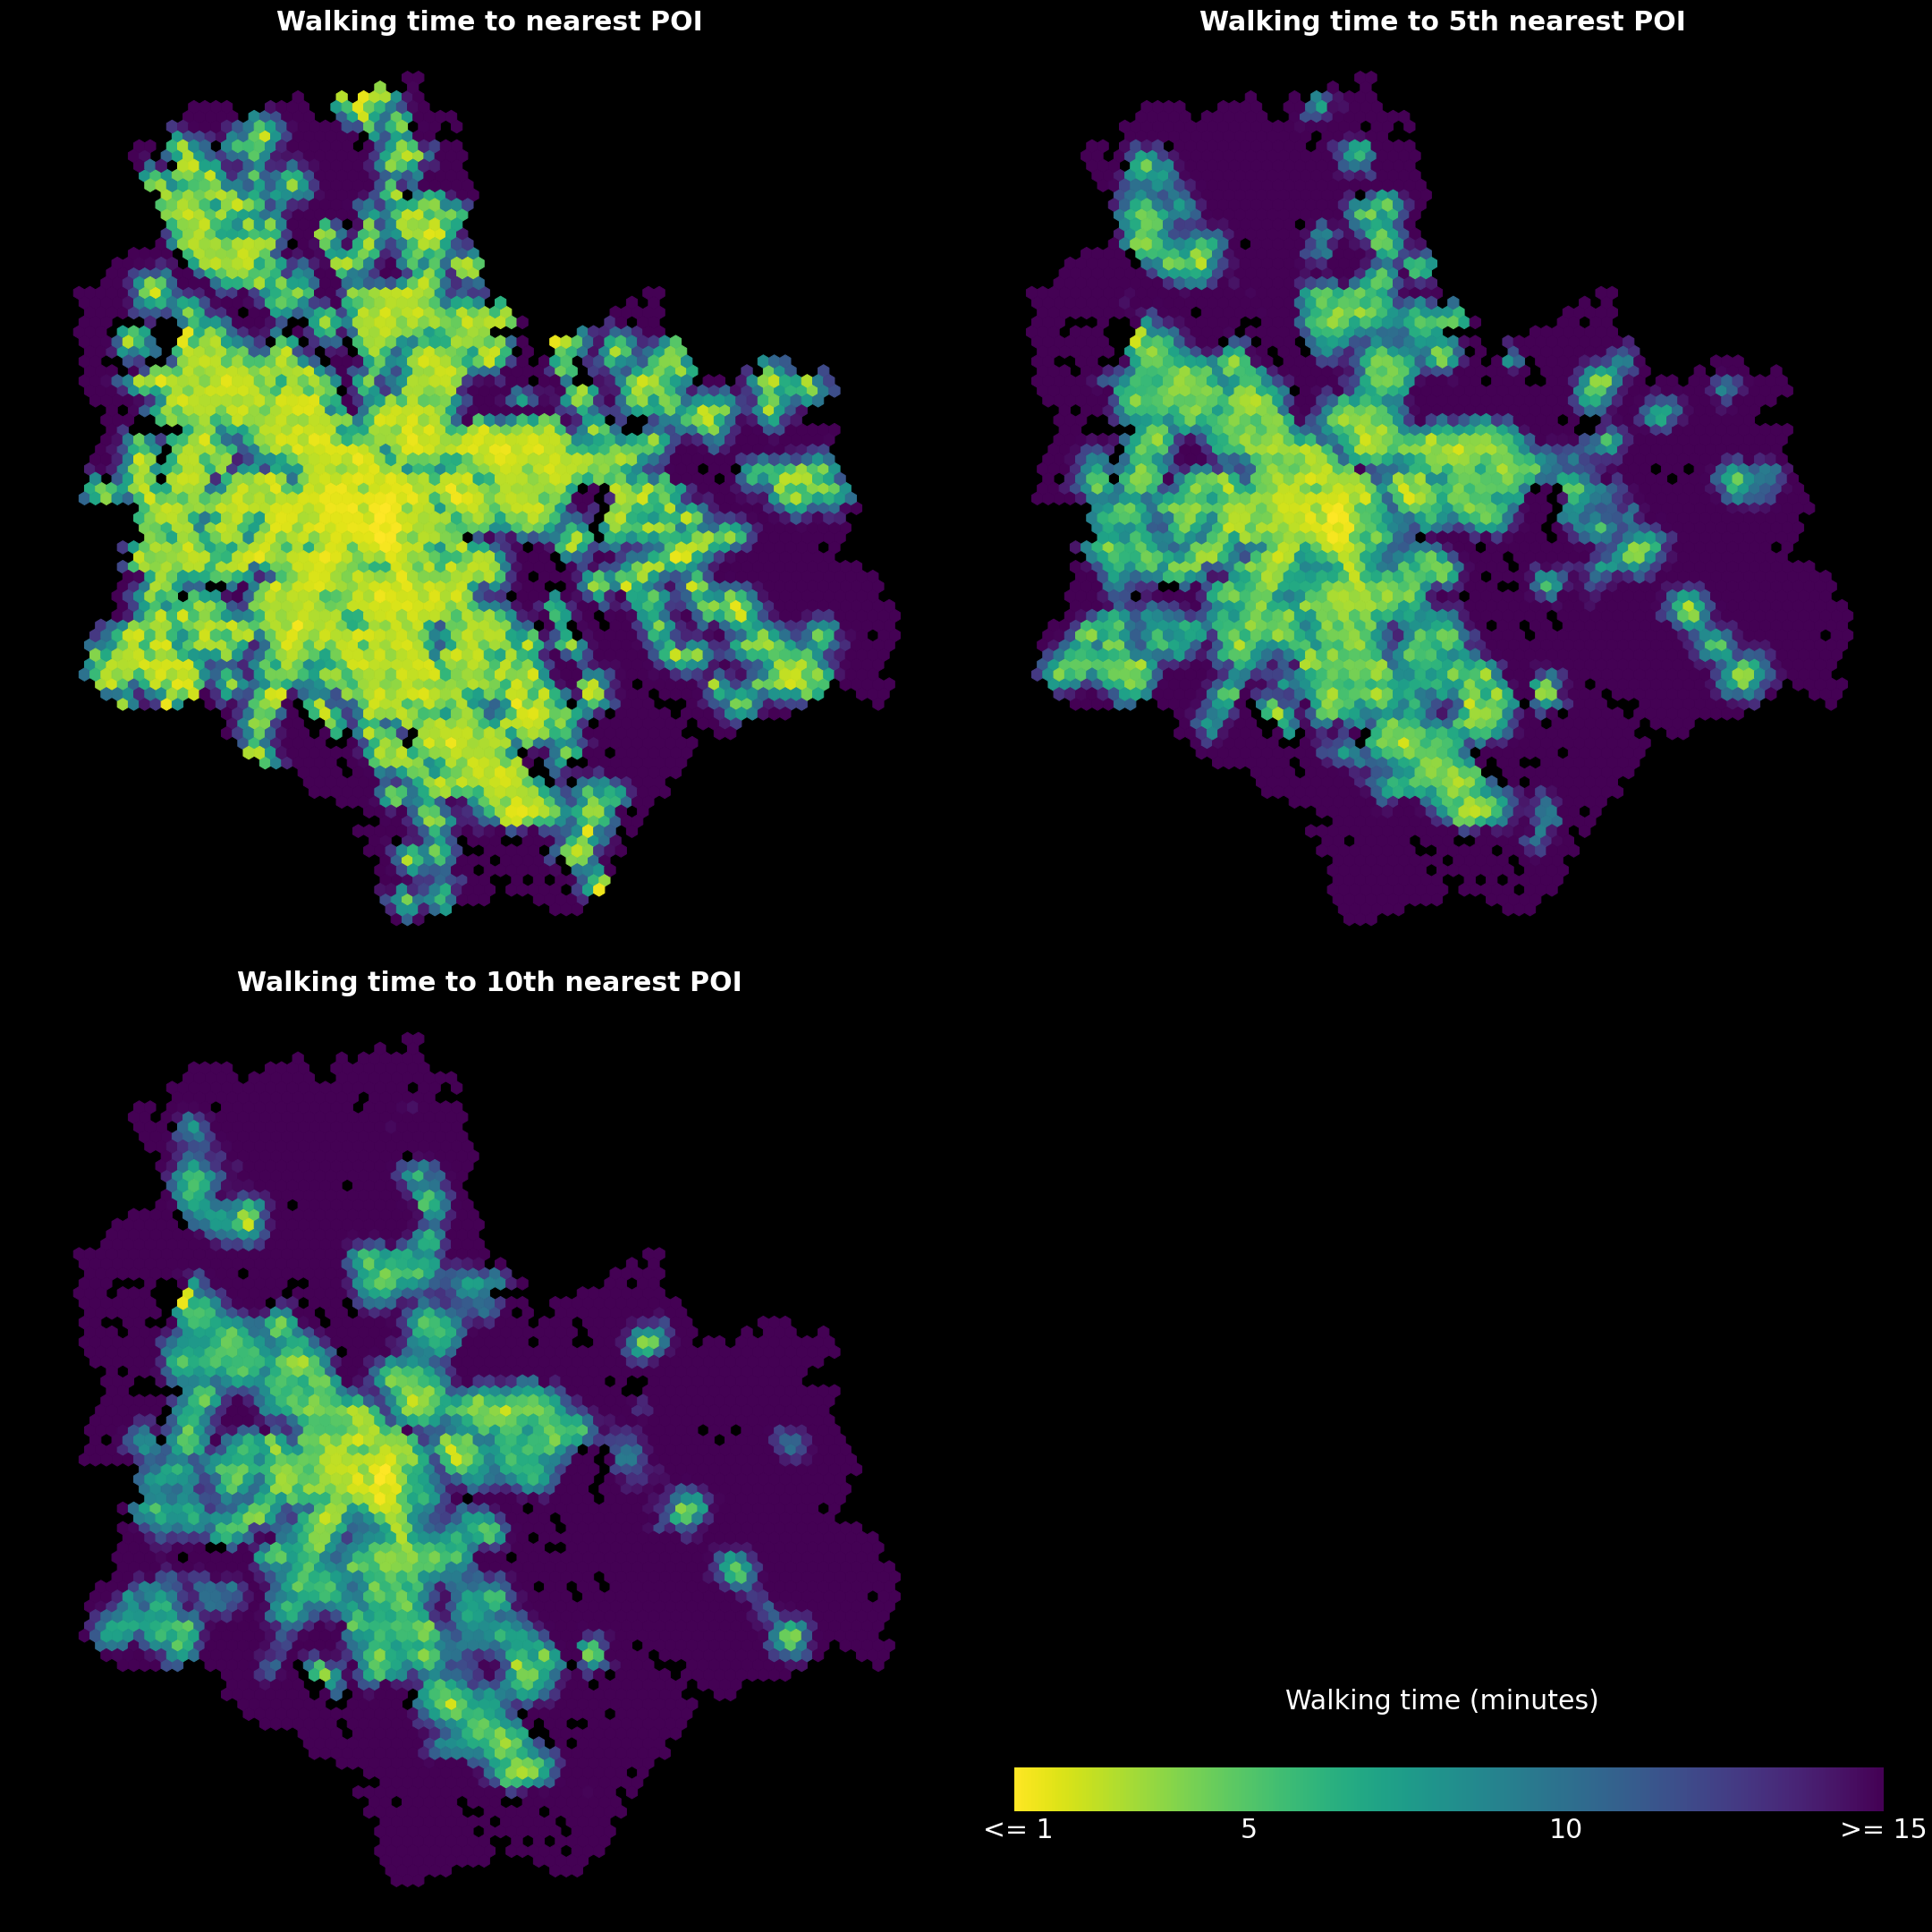 Walking time to nearest POI
Walking time to 5th nearest POI
Walking time to 10th nearest POI
Walking time (minutes)
<= 1 5 10 >= 15